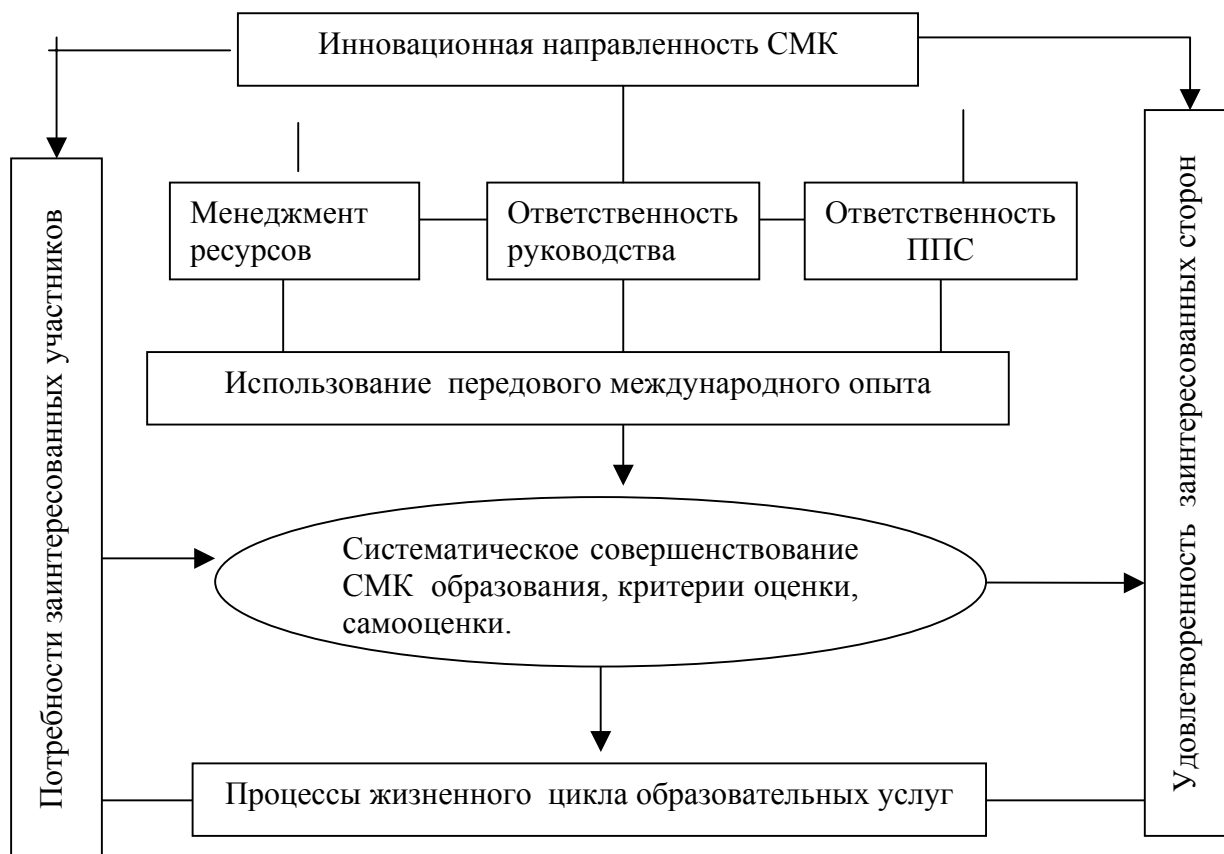 Инновационная направленность СМК
Потребности заинтересованных участников
Менеджмент
ресурсов
Ответственность
руководства
Ответственность
ППС
Удовлетворенность заинтересованных сторон
Использование передового международного опыта
Систематическое совершенствование
СМК образования, критерии оценки,
самооценки.
Процессы жизненного цикла образовательных услуг